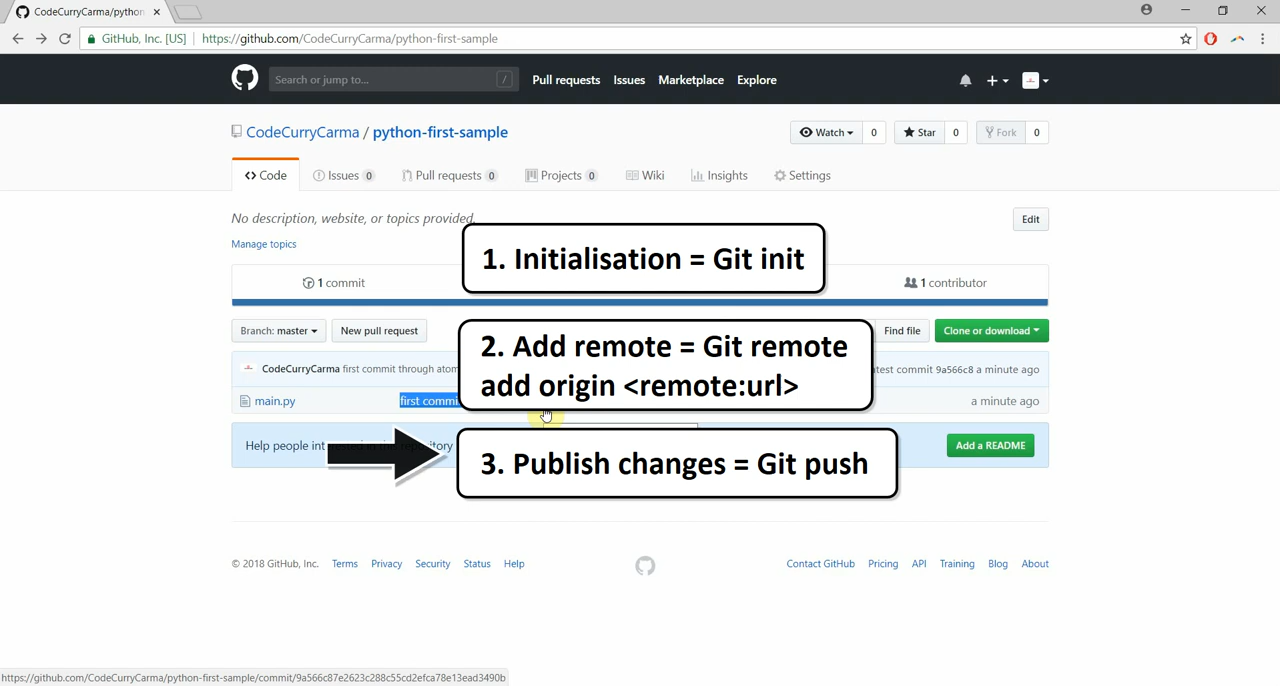 CodeCurryCarma/python
GitHub, Inc. [US] https://github.com/CodeCurryCarma/python-first-sample
Search or jump to... /
Pull requests Issues Marketplace Explore
CodeCurryCarma / python-first-sample
Watch 0 Star 0 Fork 0
Code Issues 0 Pull requests 0 Projects 0 Wiki Insights Settings
No description, website, or topics provided.
Edit
Manage topics
1. Initialisation = Git init
1 commit
1 contributor
Branch: master New pull request
Find file Clone or download
2. Add remote = Git remote
add origin <remote:url>
CodeCurryCarma first commit through atom
commit 9a566c8 a minute ago
main.py
first
a minute ago
Help people
repository
Add a README
3. Publish changes = Git push
© 2018 GitHub, Inc. Terms Privacy Security Status Help
Contact GitHub Pricing API Training Blog About
https://github.com/CodeCurryCarma/python-first-sample/commit/9a566c87e2623c288c55cd2efca78e13ead3490b